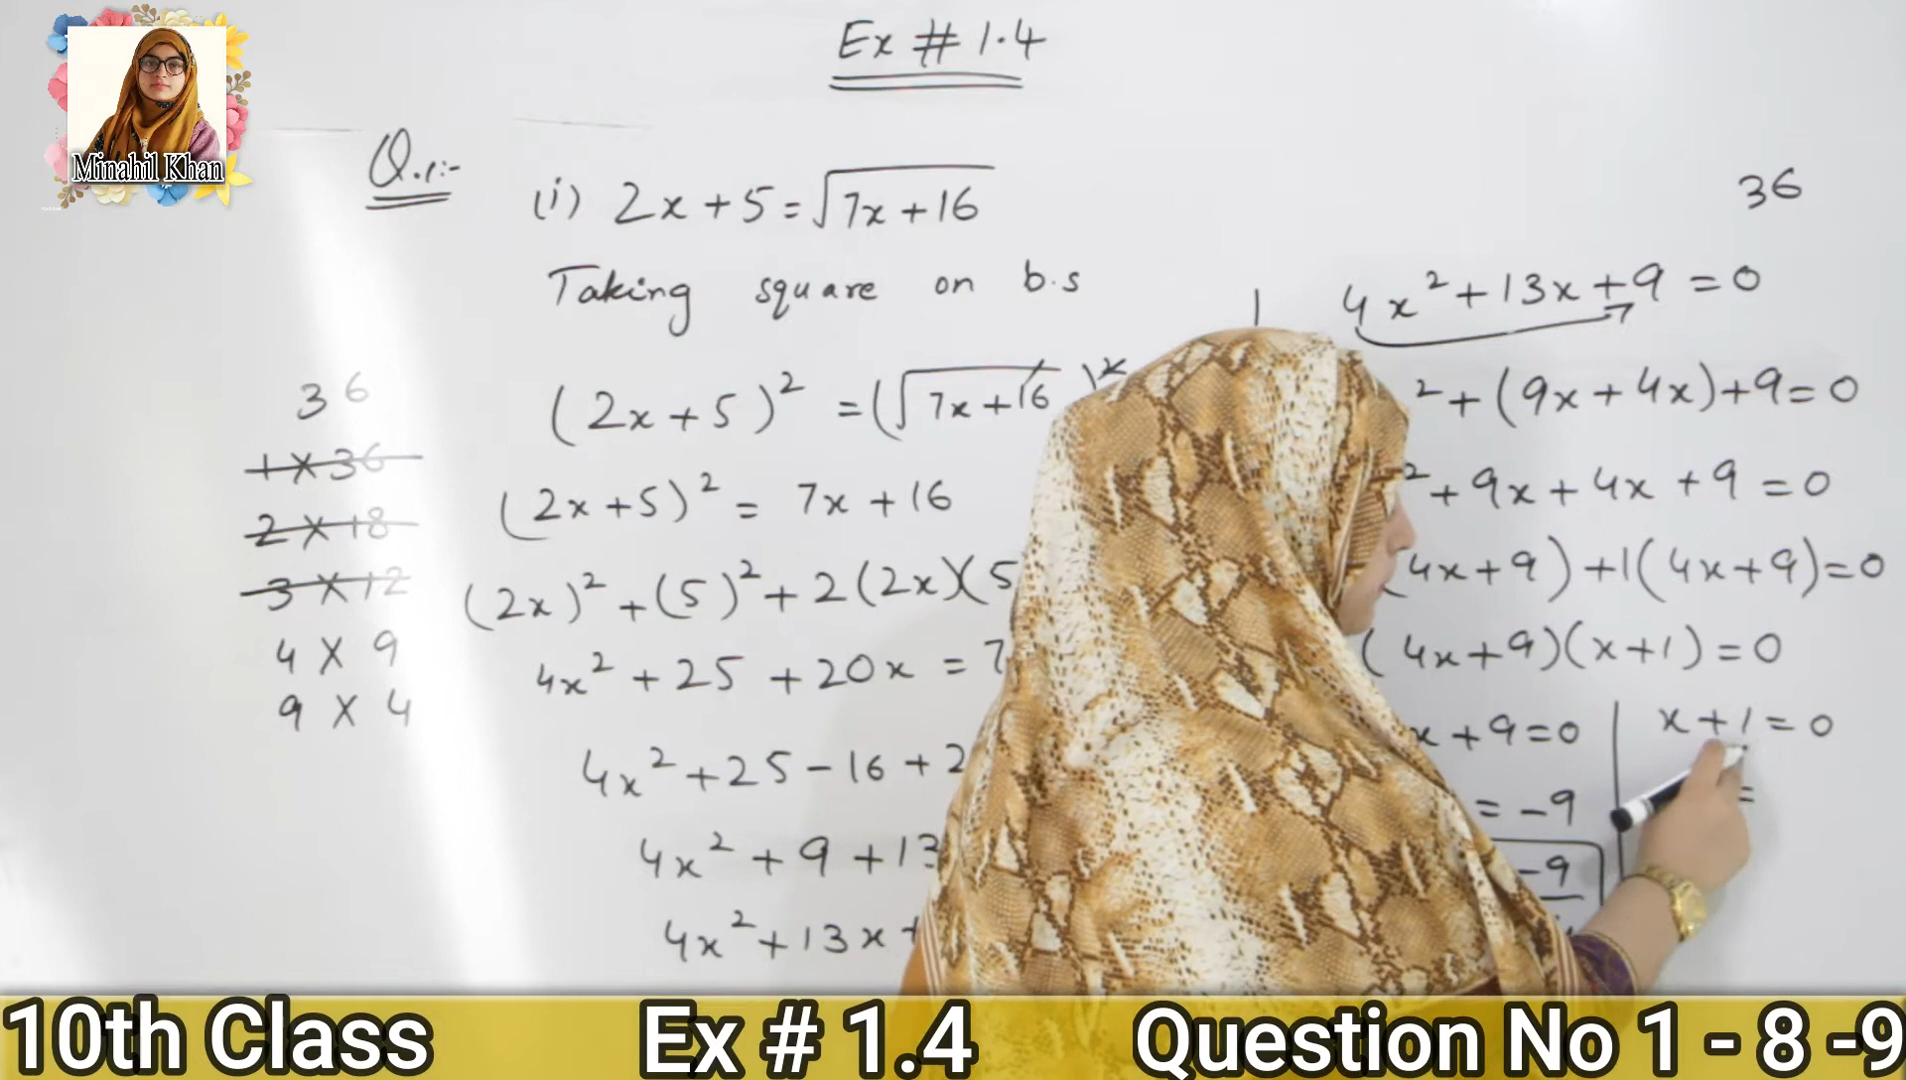 Minahil Khan
Ex # 1.4
Q.1:-
(i) 2x + 5 = √7x + 16
Taking square on b.s
(2x + 5)² = (√7x + 16)²
(2x + 5)² = 7x + 16
(2x)² + (5)² + 2(2x)(5
4x² + 25 + 20x = 7
4x² + 25 - 16 + 2
4x² + 9 + 13
4x² + 13x +
36
1 X 36
2 X 18
3 X 12
4 X 9
9 X 4
36
4x² + 13x + 9 = 0
² + (9x + 4x) + 9 = 0
² + 9x + 4x + 9 = 0
(4x + 9) + 1(4x + 9) = 0
(4x + 9)(x + 1) = 0
x + 9 = 0
= -9
-9
x + 1 = 0
=
10th Class Ex # 1.4 Question No 1 - 8 -9